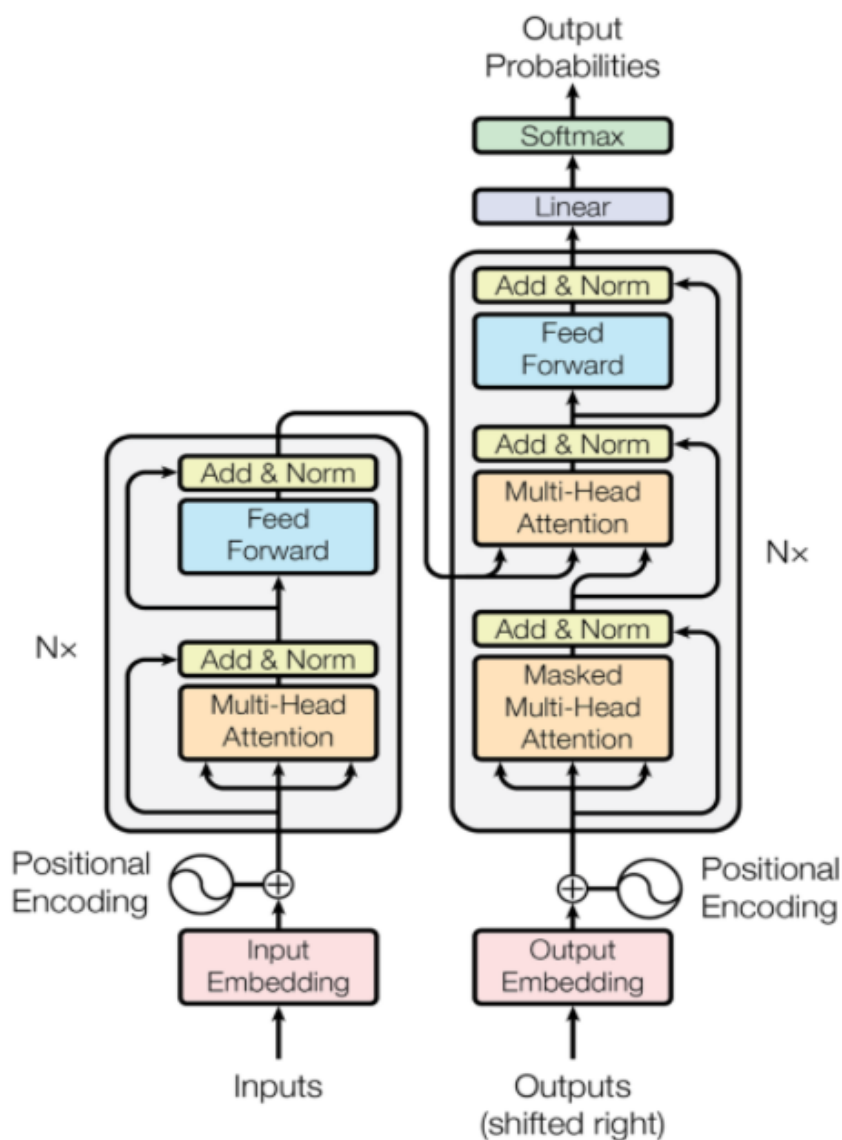 Output
Probabilities
Softmax
Linear
Add & Norm
Feed
Forward
Add & Norm
Multi-Head
Attention
Add & Norm
Masked
Multi-Head
Attention
Nx
Add & Norm
Feed
Forward
Add & Norm
Multi-Head
Attention
Nx
Positional
Encoding
Positional
Encoding
Input
Embedding
Output
Embedding
Inputs
Outputs
(shifted right)